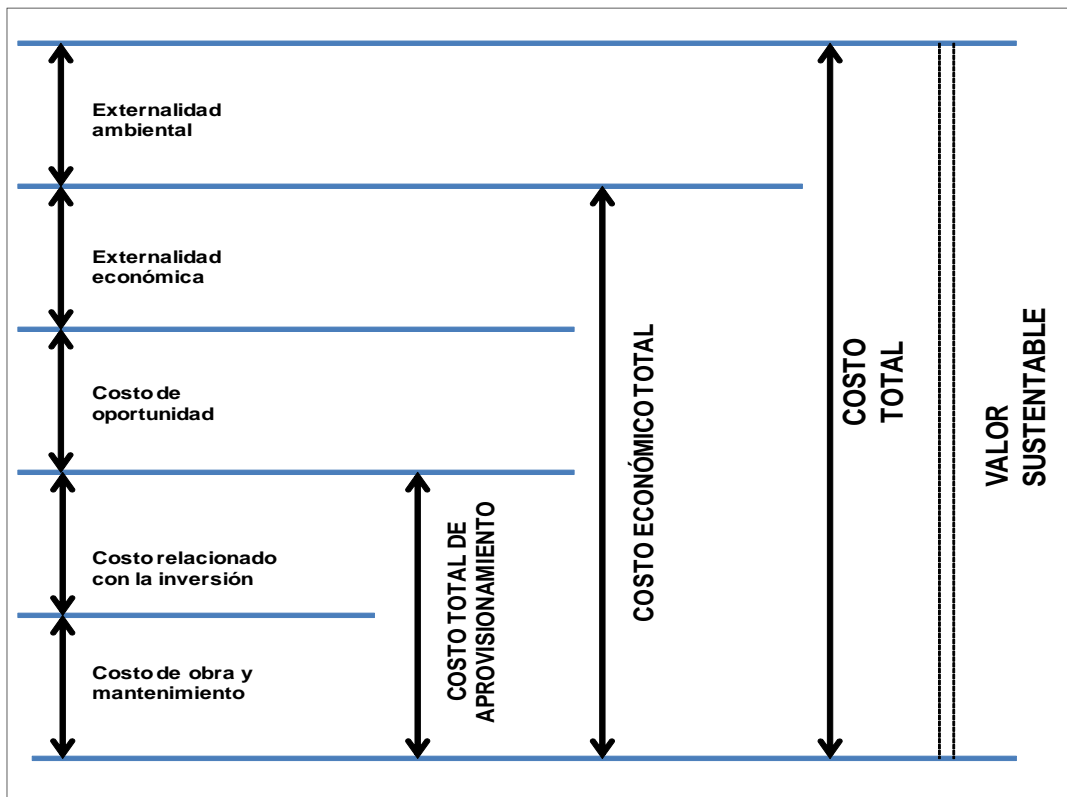 Externalidad
ambiental
Externalidad
económica
Costo de
oportunidad
Costo relacionado
con la inversión
Costo de obra y
mantenimiento
COSTO TOTAL DE
APROVISIONAMIENTO
COSTO ECONÓMICO TOTAL
COSTO
TOTAL
VALOR
SUSTENTABLE